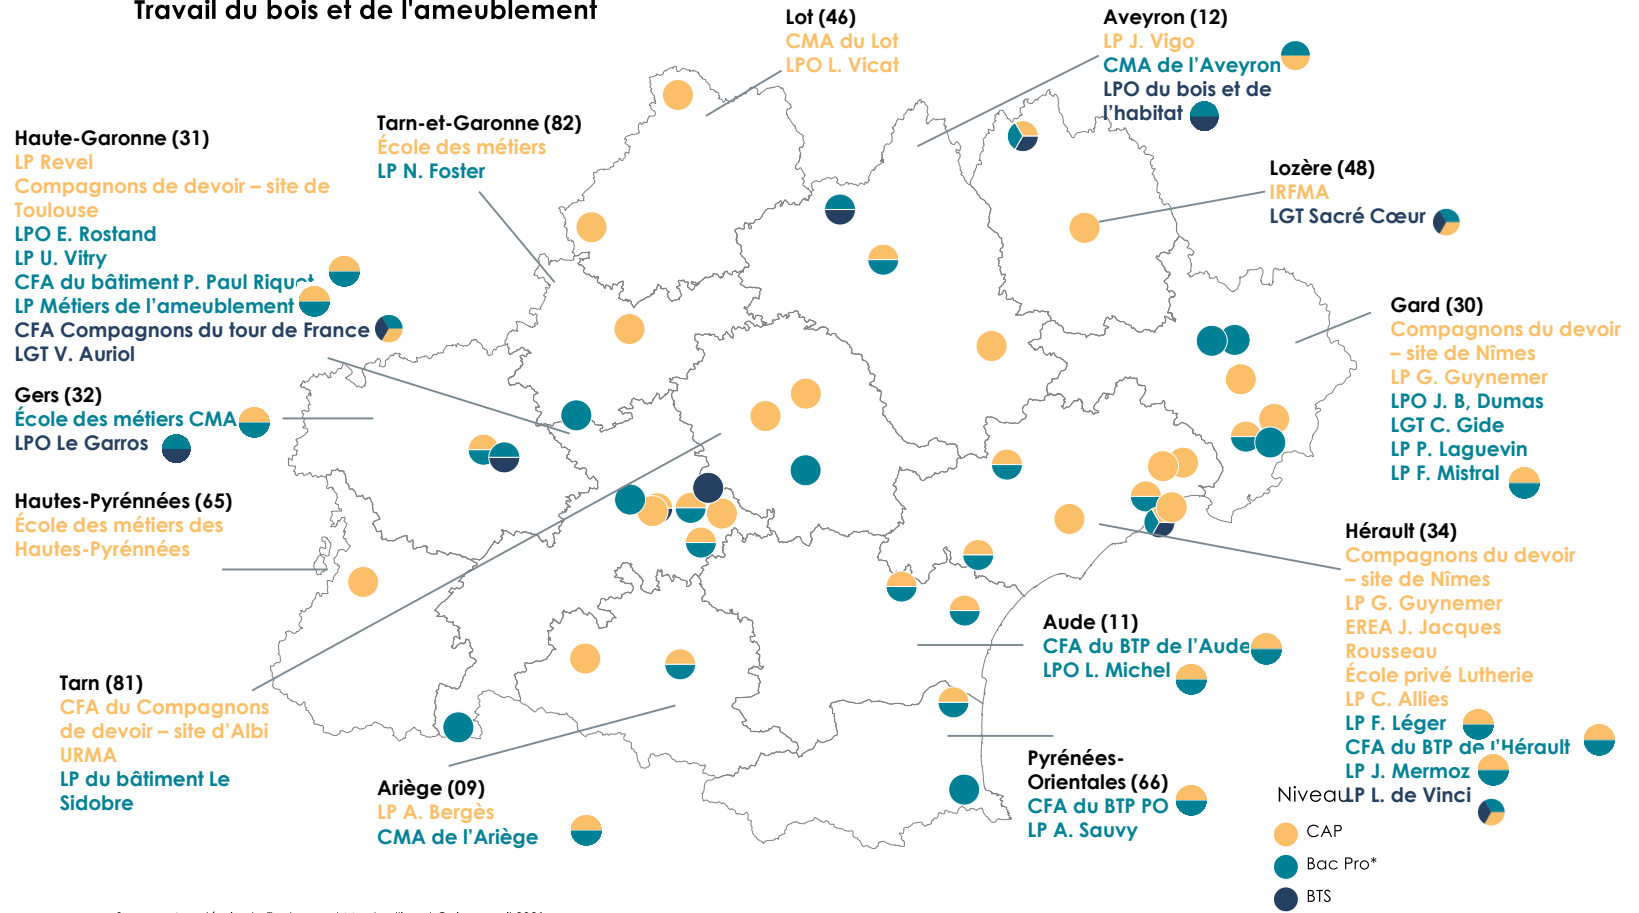 Travail du bois et de l'ameublement
Lot (46)
CMA du Lot
LPO L. Vicat
Aveyron (12)
LP J. Vigo
CMA de l'Aveyron
LPO du bois et de
l'habitat
Tarn-et-Garonne (82)
École des métiers
LP N. Foster
Haute-Garonne (31)
LP Revel
Compagnons de devoir – site de
Toulouse
LPO E. Rostand
LP U. Vitry
CFA du bâtiment P. Paul Riquet
LP Métiers de l'ameublement
CFA Compagnons du tour de France
LGT V. Auriol
Lozère (48)
IRFMA
LGT Sacré Cœur
Gard (30)
Compagnons du devoir
– site de Nîmes
LP G. Guynemer
LPO J. B, Dumas
LGT C. Gide
LP P. Laguevin
LP F. Mistral
Gers (32)
École des métiers CMA
LPO Le Garros
Hautes-Pyrénnées (65)
École des métiers des
Hautes-Pyrénnées
Hérault (34)
Compagnons du devoir
– site de Nîmes
LP G. Guynemer
EREA J. Jacques
Rousseau
École privé Lutherie
LP C. Allies
LP F. Léger
CFA du BTP de l'Hérault
LP J. Mermoz
LP L. de Vinci
Aude (11)
CFA du BTP de l'Aude
LPO L. Michel
Tarn (81)
CFA du Compagnons
de devoir – site d'Albi
URMA
LP du bâtiment Le
Sidobre
Ariège (09)
LP A. Bergès
CMA de l'Ariège
Pyrénées-
Orientales (66)
CFA du BTP PO
LP A. Sauvy
Niveau
CAP
Bac Pro*
BTS